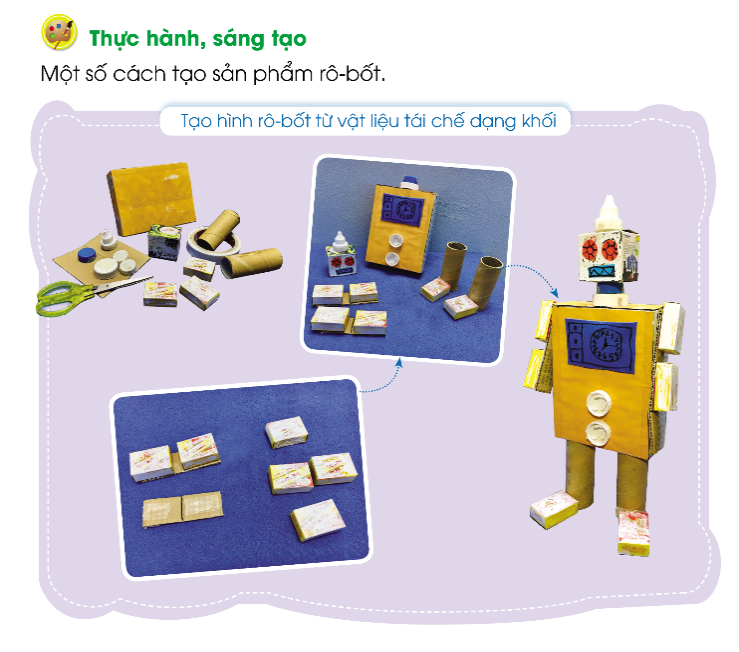 Thực hành, sáng tạo
Một số cách tạo sản phẩm rô-bốt.
Tạo hình rô-bốt từ vật liệu tái chế dạng khối